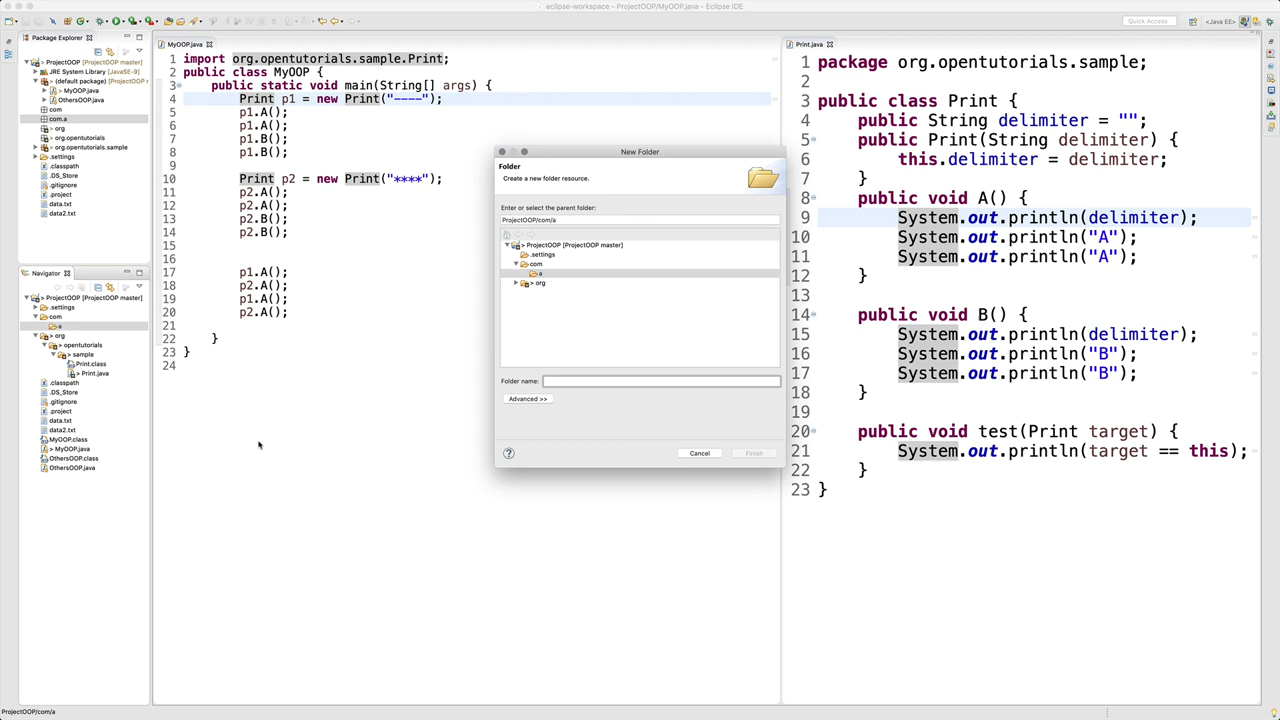 eclipse-workspace - ProjectOOP/MyOOP.java - Eclipse IDE
Quick Access
<Java EE>
Package Explorer
ProjectOOP [ProjectOOP master]
JRE System Library [JavaSE-9]
> (default package) [ProjectOOP r
> MyOOP.java
OthersOOP.java
com
com.a
> org
> org.opentutorials
> org.opentutorials.sample
.settings
.classpath
.DS_Store
.gitignore
.project
data.txt
data2.txt
Navigator
> ProjectOOP [ProjectOOP master]
.settings
com
a
> org
> opentutorials
> sample
Print.class
> Print.java
.classpath
.DS_Store
.gitignore
.project
data.txt
data2.txt
MyOOP.class
> MyOOP.java
OthersOOP.class
OthersOOP.java
MyOOP.java
1 import org.opentutorials.sample.Print;
2 public class MyOOP {
3 public static void main(String[] args) {
4 Print p1 = new Print("----");
5 p1.A();
6 p1.A();
7 p1.B();
8 p1.B();
9
10 Print p2 = new Print("****");
11 p2.A();
12 p2.A();
13 p2.B();
14 p2.B();
15
16
17 p1.A();
18 p2.A();
19 p1.A();
20 p2.A();
21
22 }
23 }
24
New Folder
Folder
Create a new folder resource.
Enter or select the parent folder:
ProjectOOP/com/a
> ProjectOOP [ProjectOOP master]
.settings
com
a
> org
Folder name:
Advanced >>
?
Cancel
Finish
Print.java
1 package org.opentutorials.sample;
2
3 public class Print {
4 public String delimiter = "";
5 public Print(String delimiter) {
6 this.delimiter = delimiter;
7 }
8 public void A() {
9 System.out.println(delimiter);
10 System.out.println("A");
11 System.out.println("A");
12 }
13
14 public void B() {
15 System.out.println(delimiter);
16 System.out.println("B");
17 System.out.println("B");
18 }
19
20 public void test(Print target) {
21 System.out.println(target == this);
22 }
23 }
ProjectOOP/com/a